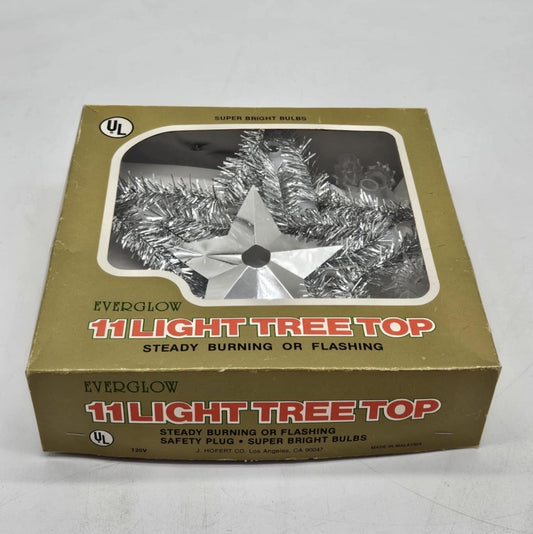 UL
SUPER BRIGHT BULBS
EVERGLOW
11 LIGHT TREE TOP
STEADY BURNING OR FLASHING
EVERGLOW
11 LIGHT TREE TOP
UL
STEADY BURNING OR FLASHING
SAFETY PLUG • SUPER BRIGHT BULBS
120V
J. HOFERT CO. Los Angeles, CA 90047
MADE IN MALAYSIA